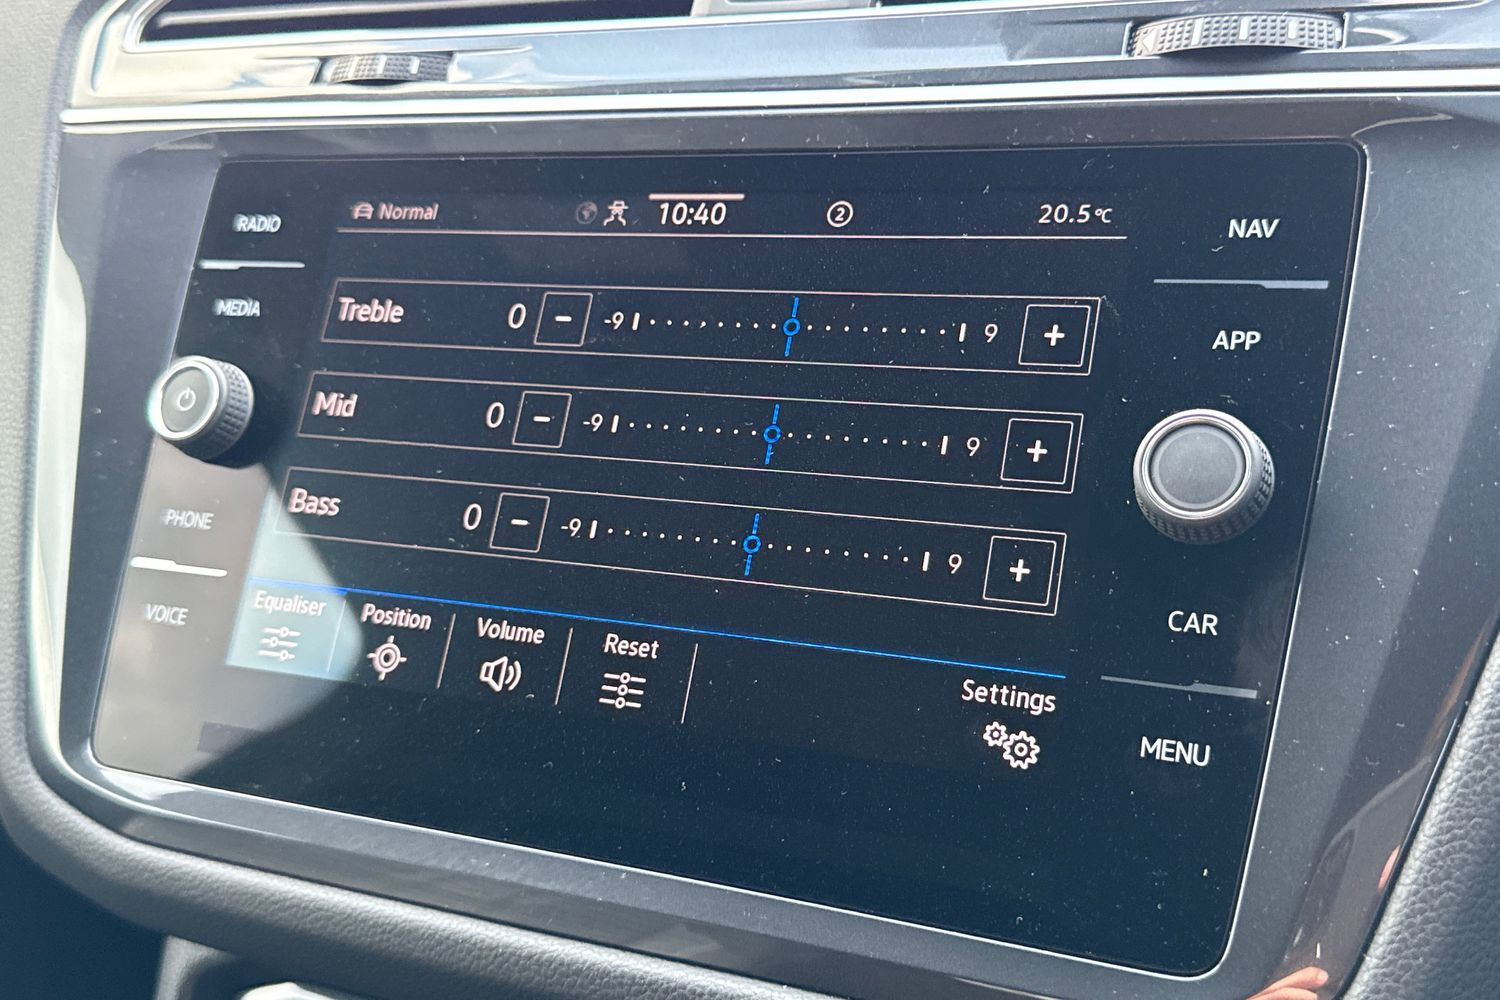 RADIO
MEDIA
PHONE
VOICE
Normal
10:40
2
20.5°C
Treble 0 - -9 9 +
Mid 0 - -9 9 +
Bass 0 - -9 9 +
Equaliser
Position
Volume
Reset
Settings
NAV
APP
CAR
MENU